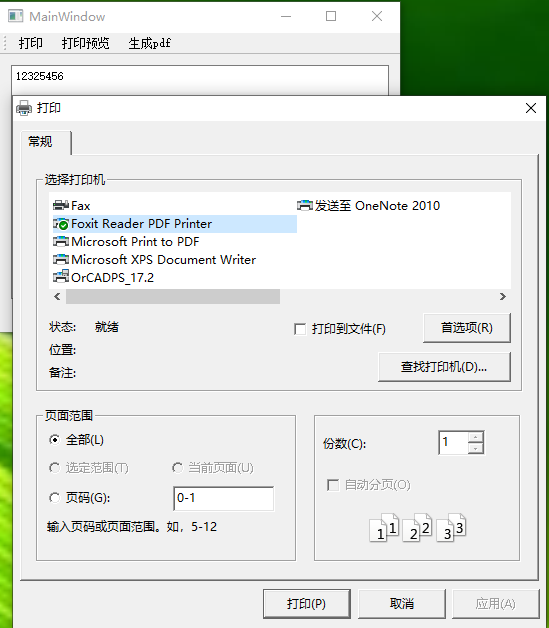 MainWindow
打印 打印预览 生成pdf
12325456
打印
常规
选择打印机
Fax 发送至 OneNote 2010
Foxit Reader PDF Printer
Microsoft Print to PDF
Microsoft XPS Document Writer
OrCADPS_17.2
状态: 就绪 打印到文件(F) 首选项(R)
位置:
备注: 查找打印机(D)...
页面范围
全部(L)
选定范围(T) 当前页面(U)
页码(G): 0-1
输入页码或页面范围。如，5-12
份数(C): 1
自动分页(O)
1 1 2 2 3 3
打印(P) 取消 应用(A)